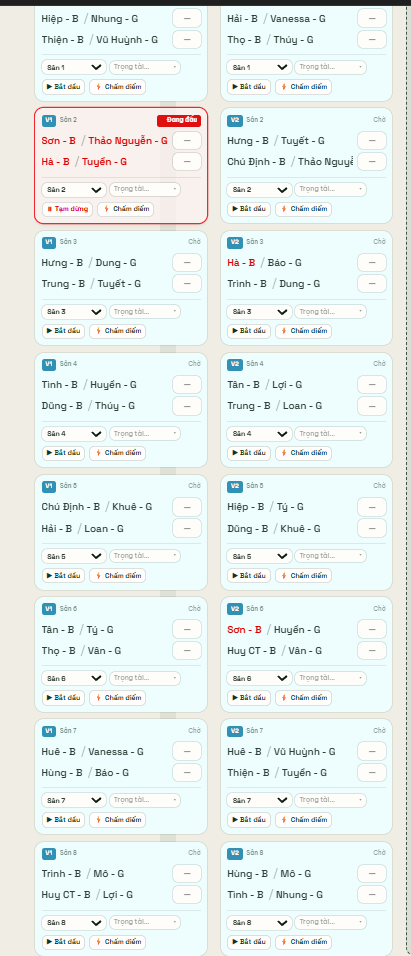 Hiệp - B / Nhung - G —
Thiện - B / Vũ Huỳnh - G —
Sân 1 Trọng tài...
▶ Bắt đầu Chấm điểm
Hải - B / Vanessa - G —
Thọ - B / Thúy - G —
Sân 1 Trọng tài...
▶ Bắt đầu Chấm điểm
V1 Sân 2 Đang đấu
Sơn - B / Thảo Nguyễn - G —
Hà - B / Tuyền - G —
Sân 2 Trọng tài...
Tạm dừng Chấm điểm
V2 Sân 2 Chờ
Hưng - B / Tuyết - G —
Chú Định - B / Thảo Nguyễ —
Sân 2 Trọng tài...
▶ Bắt đầu Chấm điểm
V1 Sân 3 Chờ
Hưng - B / Dung - G —
Trung - B / Tuyết - G —
Sân 3 Trọng tài...
▶ Bắt đầu Chấm điểm
V2 Sân 3 Chờ
Hà - B / Báo - G —
Trình - B / Dung - G —
Sân 3 Trọng tài...
▶ Bắt đầu Chấm điểm
V1 Sân 4 Chờ
Tình - B / Huyền - G —
Dũng - B / Thúy - G —
Sân 4 Trọng tài...
▶ Bắt đầu Chấm điểm
V2 Sân 4 Chờ
Tân - B / Lợi - G —
Trung - B / Loan - G —
Sân 4 Trọng tài...
▶ Bắt đầu Chấm điểm
V1 Sân 5 Chờ
Chú Định - B / Khuê - G —
Hải - B / Loan - G —
Sân 5 Trọng tài...
▶ Bắt đầu Chấm điểm
V2 Sân 5 Chờ
Hiệp - B / Tý - G —
Dũng - B / Khuê - G —
Sân 5 Trọng tài...
▶ Bắt đầu Chấm điểm
V1 Sân 6 Chờ
Tân - B / Tý - G —
Thọ - B / Vân - G —
Sân 6 Trọng tài...
▶ Bắt đầu Chấm điểm
V2 Sân 6 Chờ
Sơn - B / Huyền - G —
Huy CT - B / Vân - G —
Sân 6 Trọng tài...
▶ Bắt đầu Chấm điểm
V1 Sân 7 Chờ
Huê - B / Vanessa - G —
Hùng - B / Báo - G —
Sân 7 Trọng tài...
▶ Bắt đầu Chấm điểm
V2 Sân 7 Chờ
Huê - B / Vũ Huỳnh - G —
Thiện - B / Tuyền - G —
Sân 7 Trọng tài...
▶ Bắt đầu Chấm điểm
V1 Sân 8 Chờ
Trình - B / Mô - G —
Huy CT - B / Lợi - G —
Sân 8 Trọng tài...
▶ Bắt đầu Chấm điểm
V2 Sân 8 Chờ
Hùng - B / Mô - G —
Tình - B / Nhung - G —
Sân 8 Trọng tài...
▶ Bắt đầu Chấm điểm